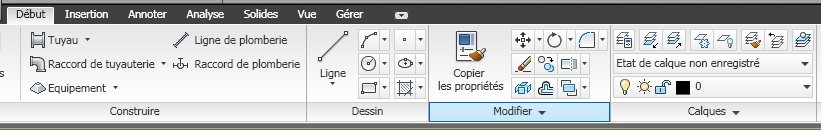 Début Insertion Annoter Analyse Solides Vue Gérer
Tuyau
Ligne de plomberie
Raccord de tuyauterie
Raccord de plomberie
Equipement
Construire
Ligne
Dessin
Copier
les propriétés
Modifier
Etat de calque non enregistré
0
Calques